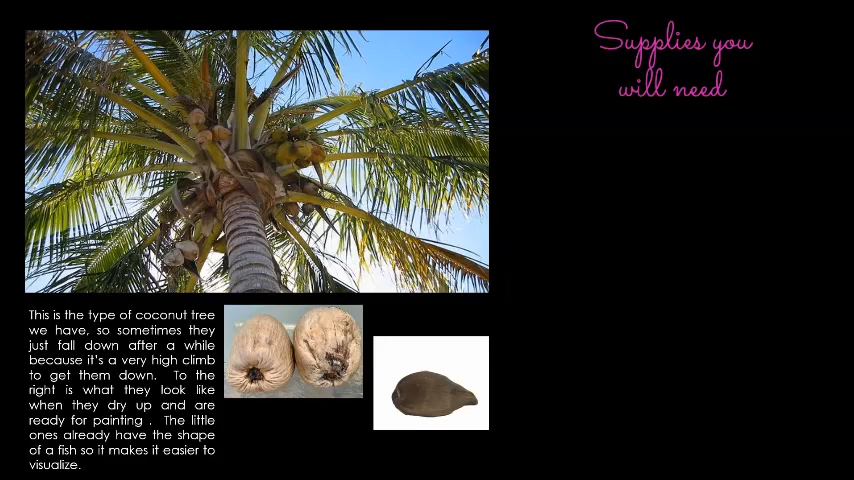 Supplies you
will need
This is the type of coconut tree
we have, so sometimes they
just fall down after a while
because it's a very high climb
to get them down. To the
right is what they look like
when they dry up and are
ready for painting . The little
ones already have the shape
of a fish so it makes it easier to
visualize.